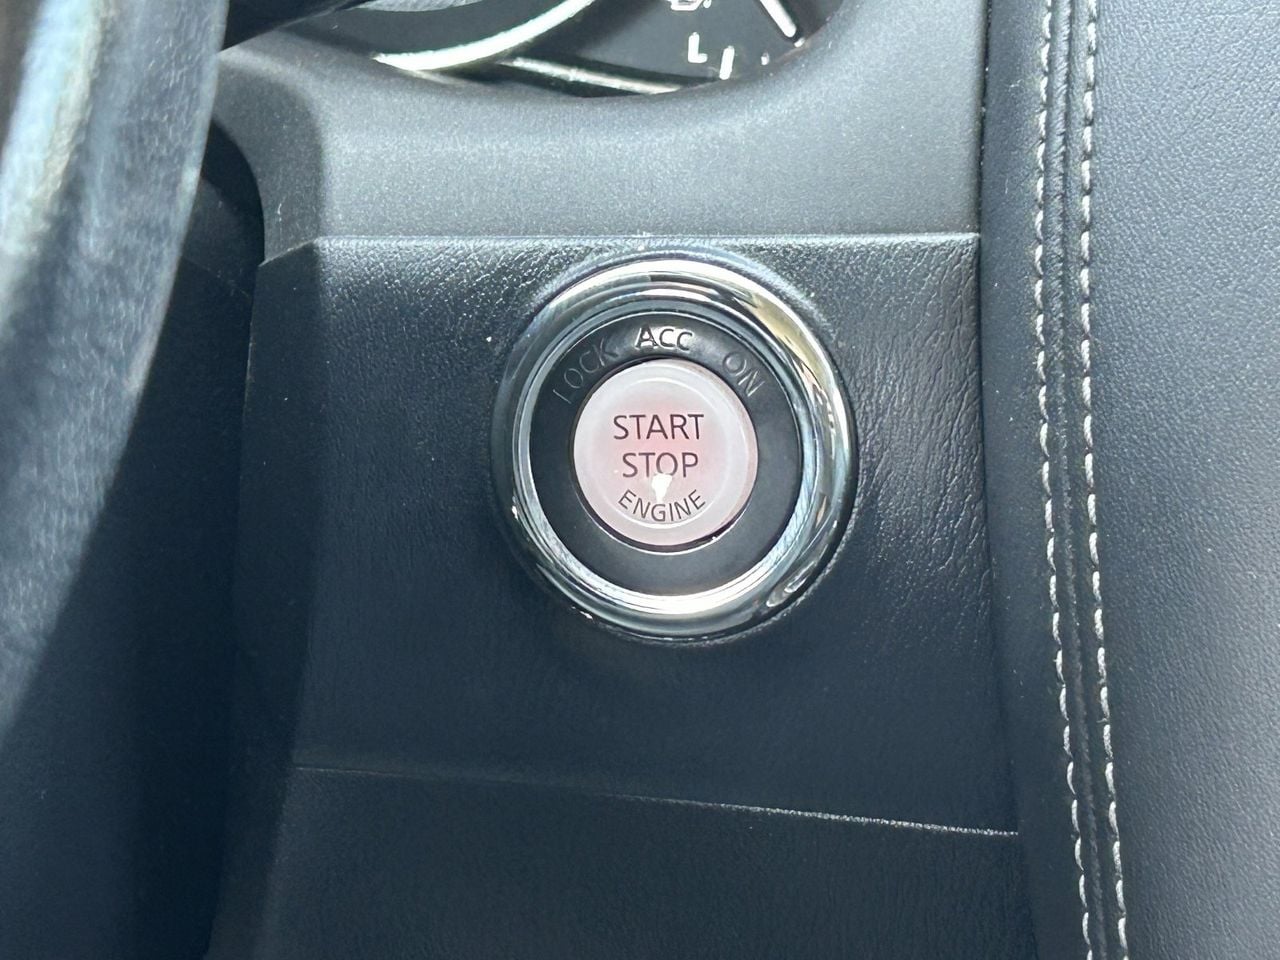 LOCK ACC ON
START
STOP
ENGINE